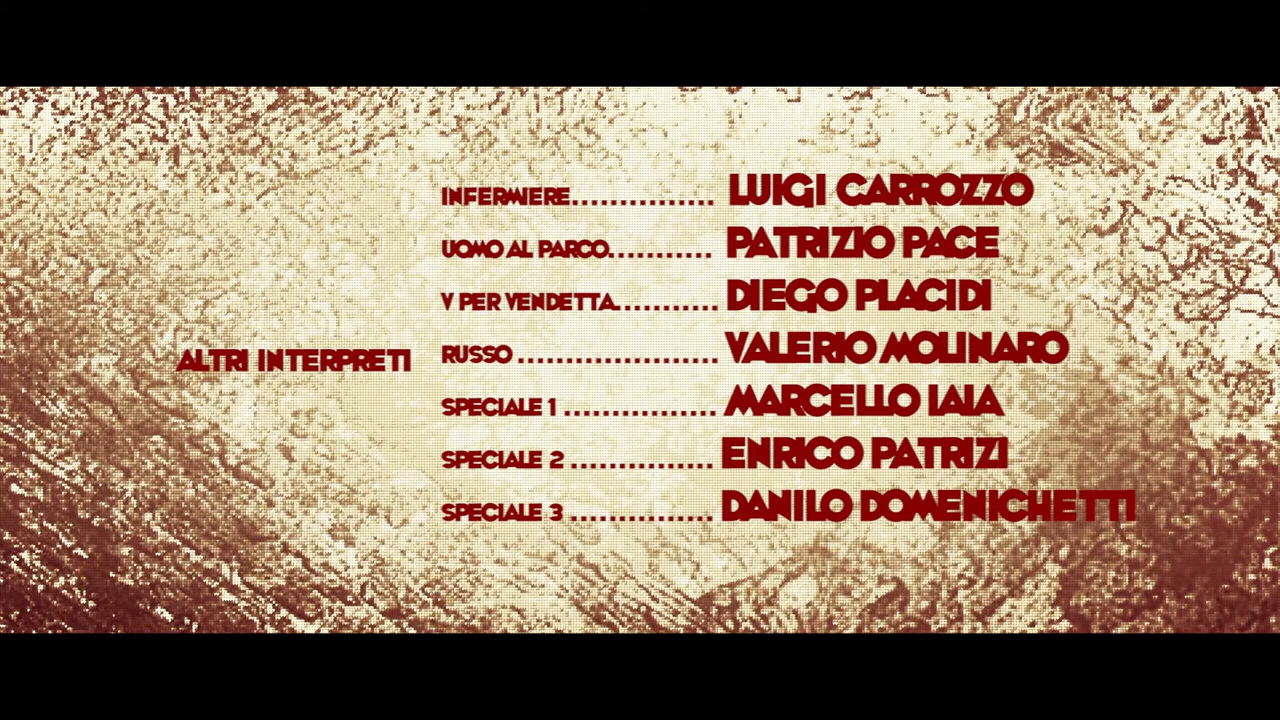 INFERMIERE............... LUIGI CARROZZO
UOMO AL PARCO........... PATRIZIO PACE
V PER VENDETTA........... DIEGO PLACIDI
ALTRI INTERPRETI
RUSSO ..................... VALERIO MOLINARO
SPECIALE 1 ................ MARCELLO IAIA
SPECIALE 2 ............... ENRICO PATRIZI
SPECIALE 3 ............... DANILO DOMENICHETTI